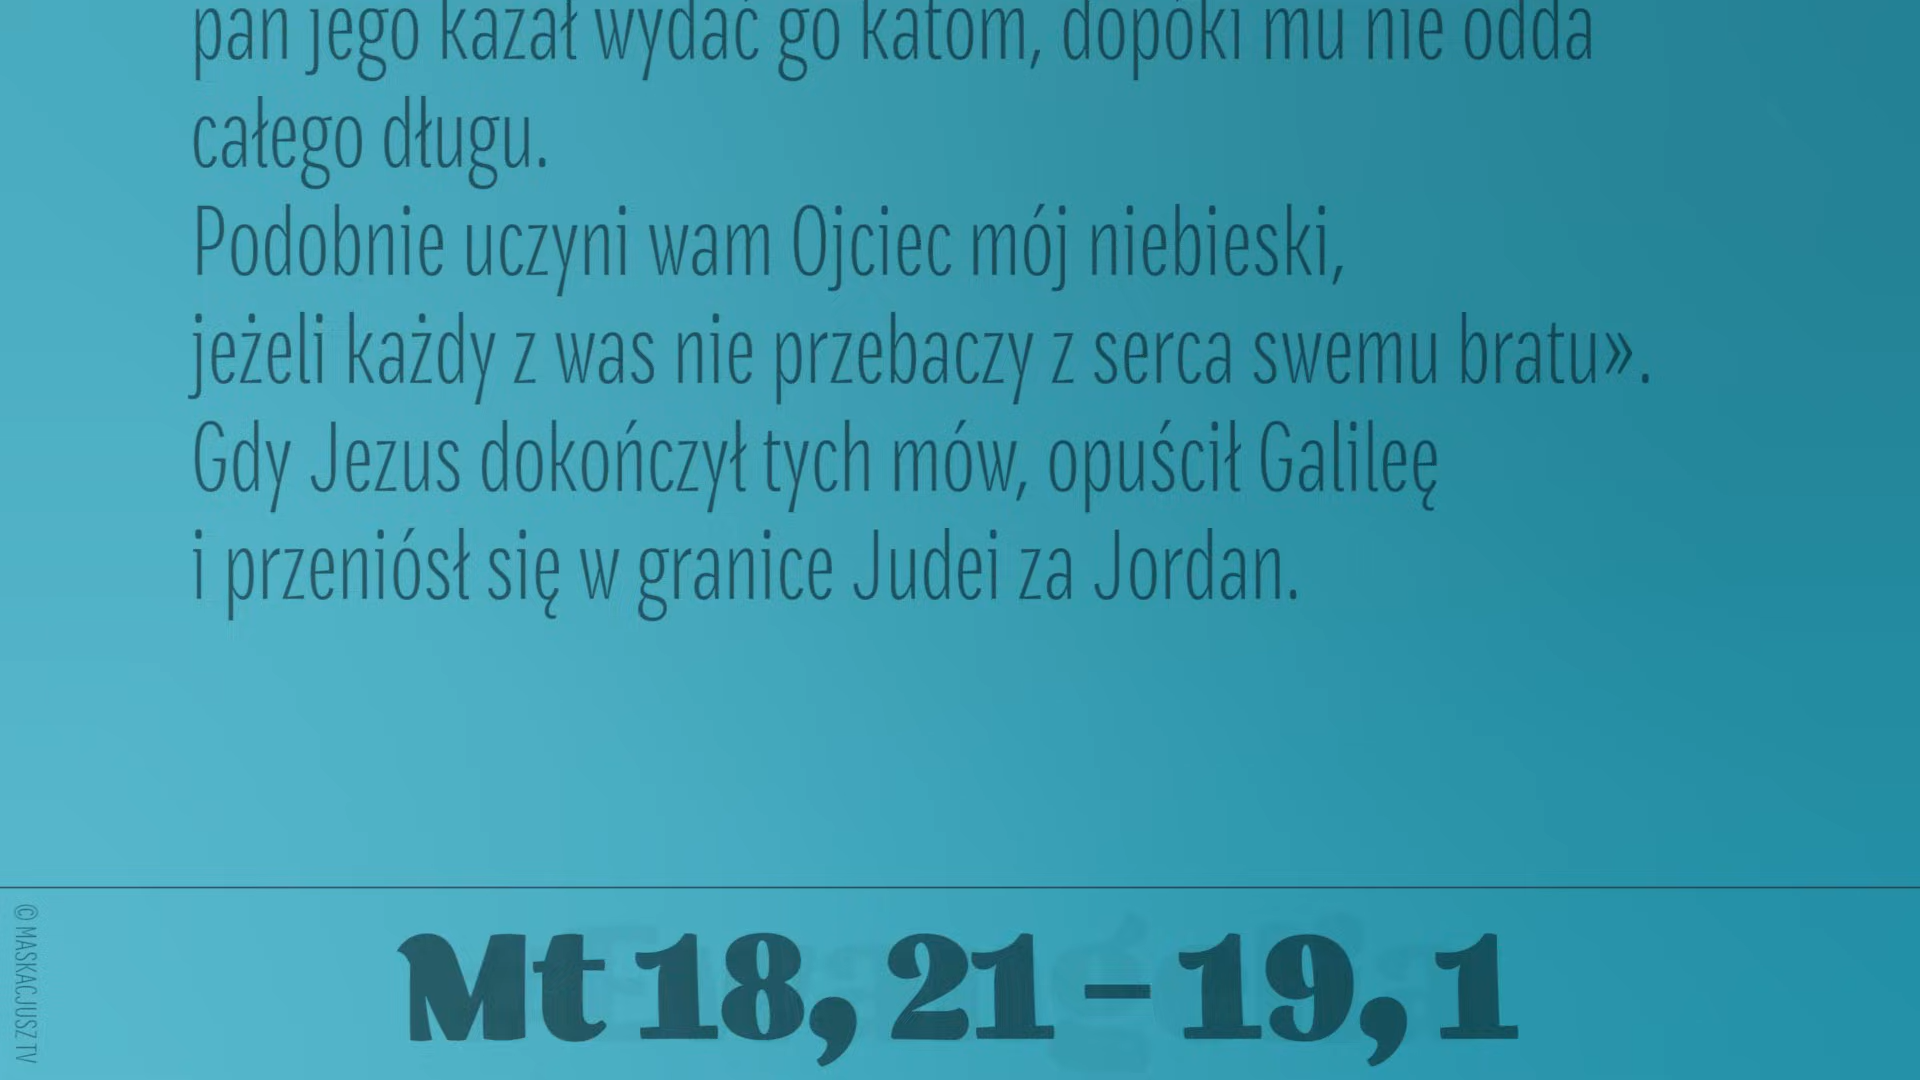 pan jego kazał wydać go katom, dopóki mu nie odda
całego długu.
Podobnie uczyni wam Ojciec mój niebieski,
jeżeli każdy z was nie przebaczy z serca swemu bratu».
Gdy Jezus dokończył tych mów, opuścił Galileę
i przeniósł się w granice Judei za Jordan.
© MASKACJUSZ TV
Mt 18, 21 – 19, 1